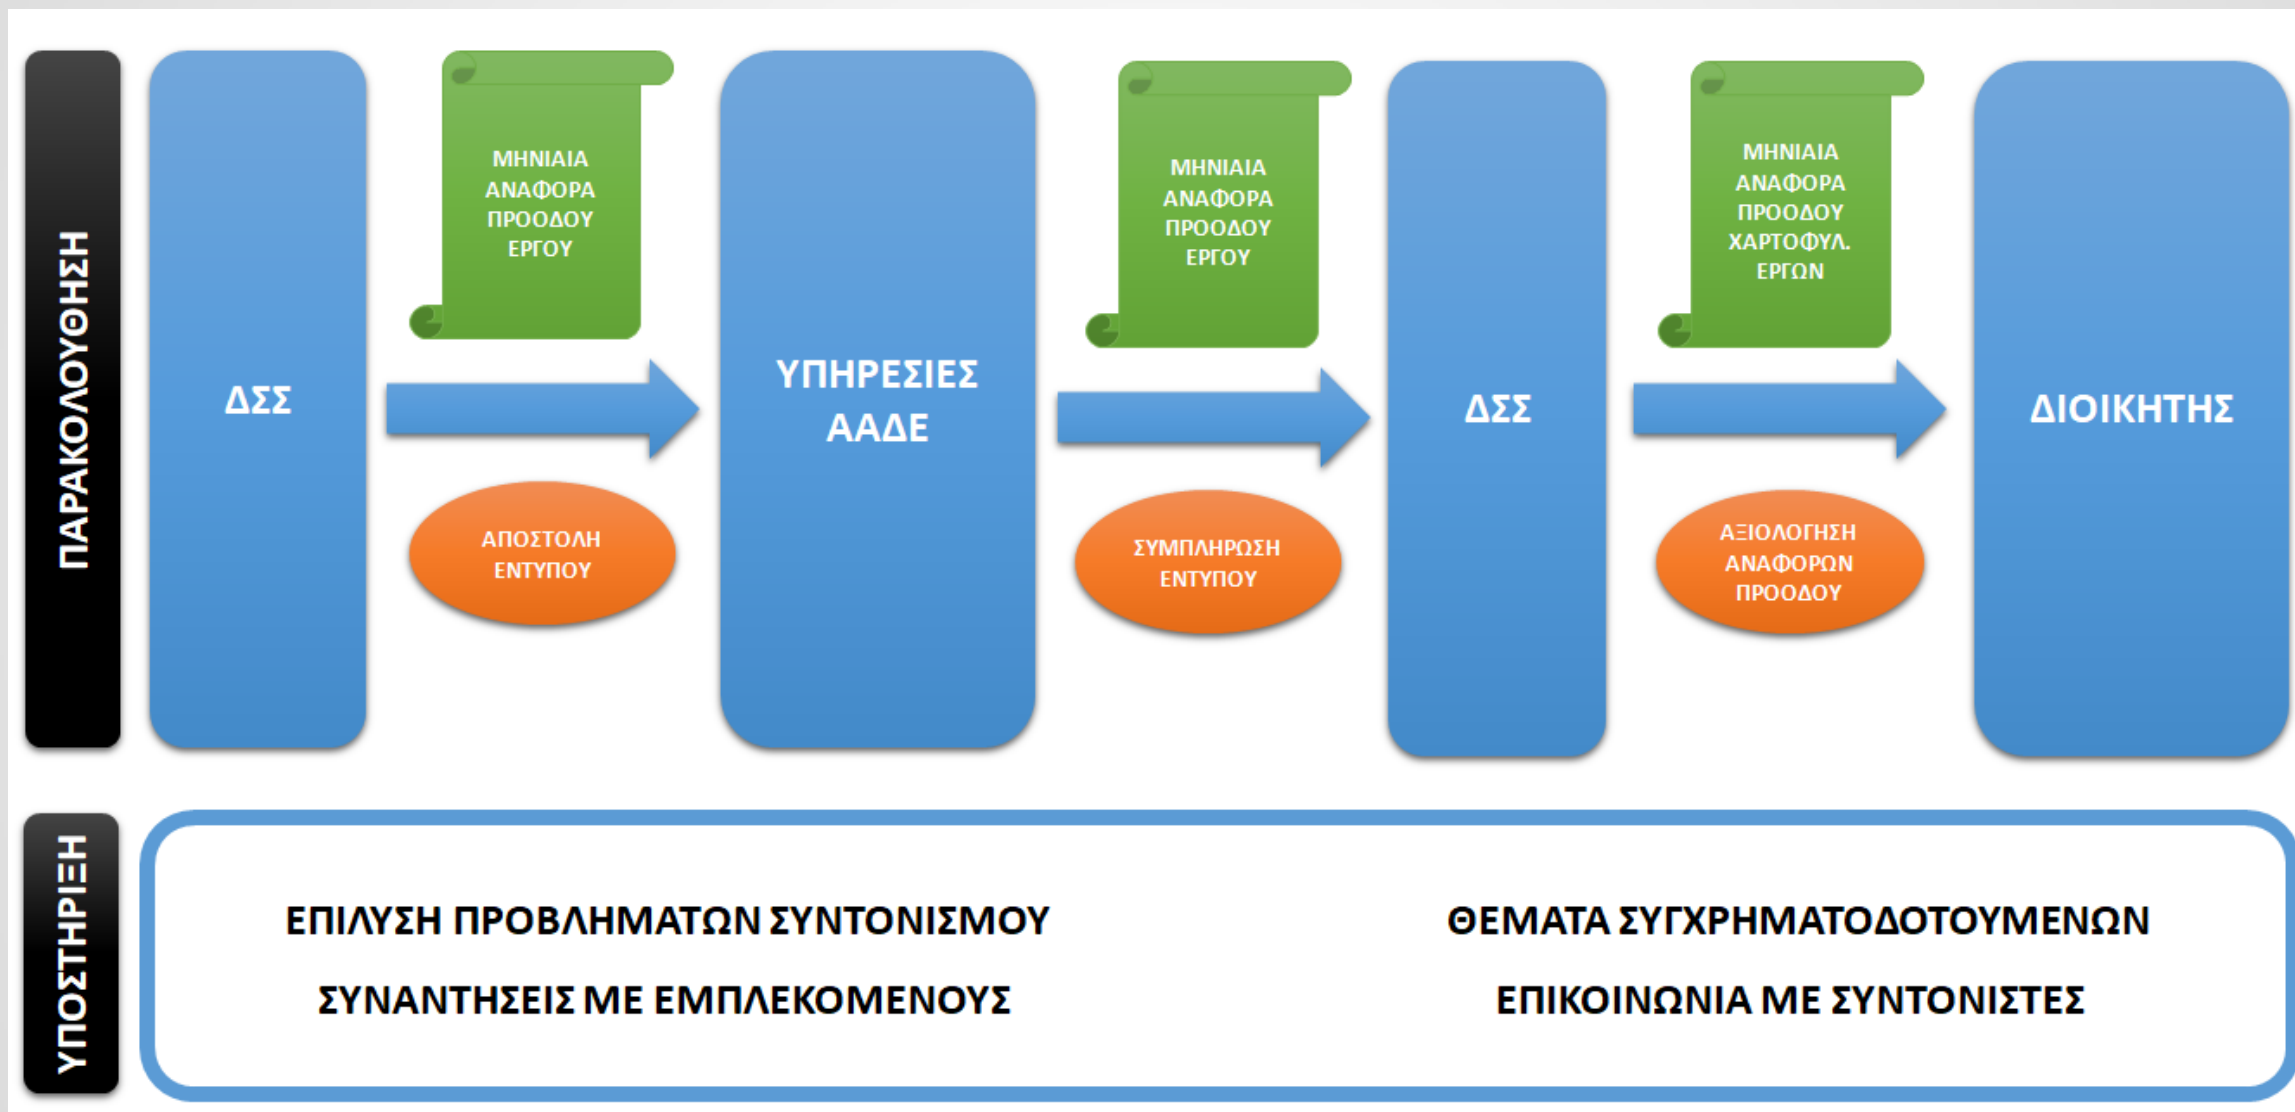 ΠΑΡΑΚΟΛΟΥΘΗΣΗ
ΔΣΣ
ΜΗΝΙΑΙΑ
ΑΝΑΦΟΡΑ
ΠΡΟΟΔΟΥ
ΕΡΓΟΥ
ΑΠΟΣΤΟΛΗ
ΕΝΤΥΠΟΥ
ΥΠΗΡΕΣΙΕΣ
ΑΑΔΕ
ΜΗΝΙΑΙΑ
ΑΝΑΦΟΡΑ
ΠΡΟΟΔΟΥ
ΕΡΓΟΥ
ΣΥΜΠΛΗΡΩΣΗ
ΕΝΤΥΠΟΥ
ΔΣΣ
ΜΗΝΙΑΙΑ
ΑΝΑΦΟΡΑ
ΠΡΟΟΔΟΥ
ΧΑΡΤΟΦΥΛ.
ΕΡΓΩΝ
ΑΞΙΟΛΟΓΗΣΗ
ΑΝΑΦΟΡΩΝ
ΠΡΟΟΔΟΥ
ΔΙΟΙΚΗΤΗΣ
ΥΠΟΣΤΗΡΙΞΗ
ΕΠΙΛΥΣΗ ΠΡΟΒΛΗΜΑΤΩΝ ΣΥΝΤΟΝΙΣΜΟΥ
ΣΥΝΑΝΤΗΣΕΙΣ ΜΕ ΕΜΠΛΕΚΟΜΕΝΟΥΣ
ΘΕΜΑΤΑ ΣΥΓΧΡΗΜΑΤΟΔΟΤΟΥΜΕΝΩΝ
ΕΠΙΚΟΙΝΩΝΙΑ ΜΕ ΣΥΝΤΟΝΙΣΤΕΣ